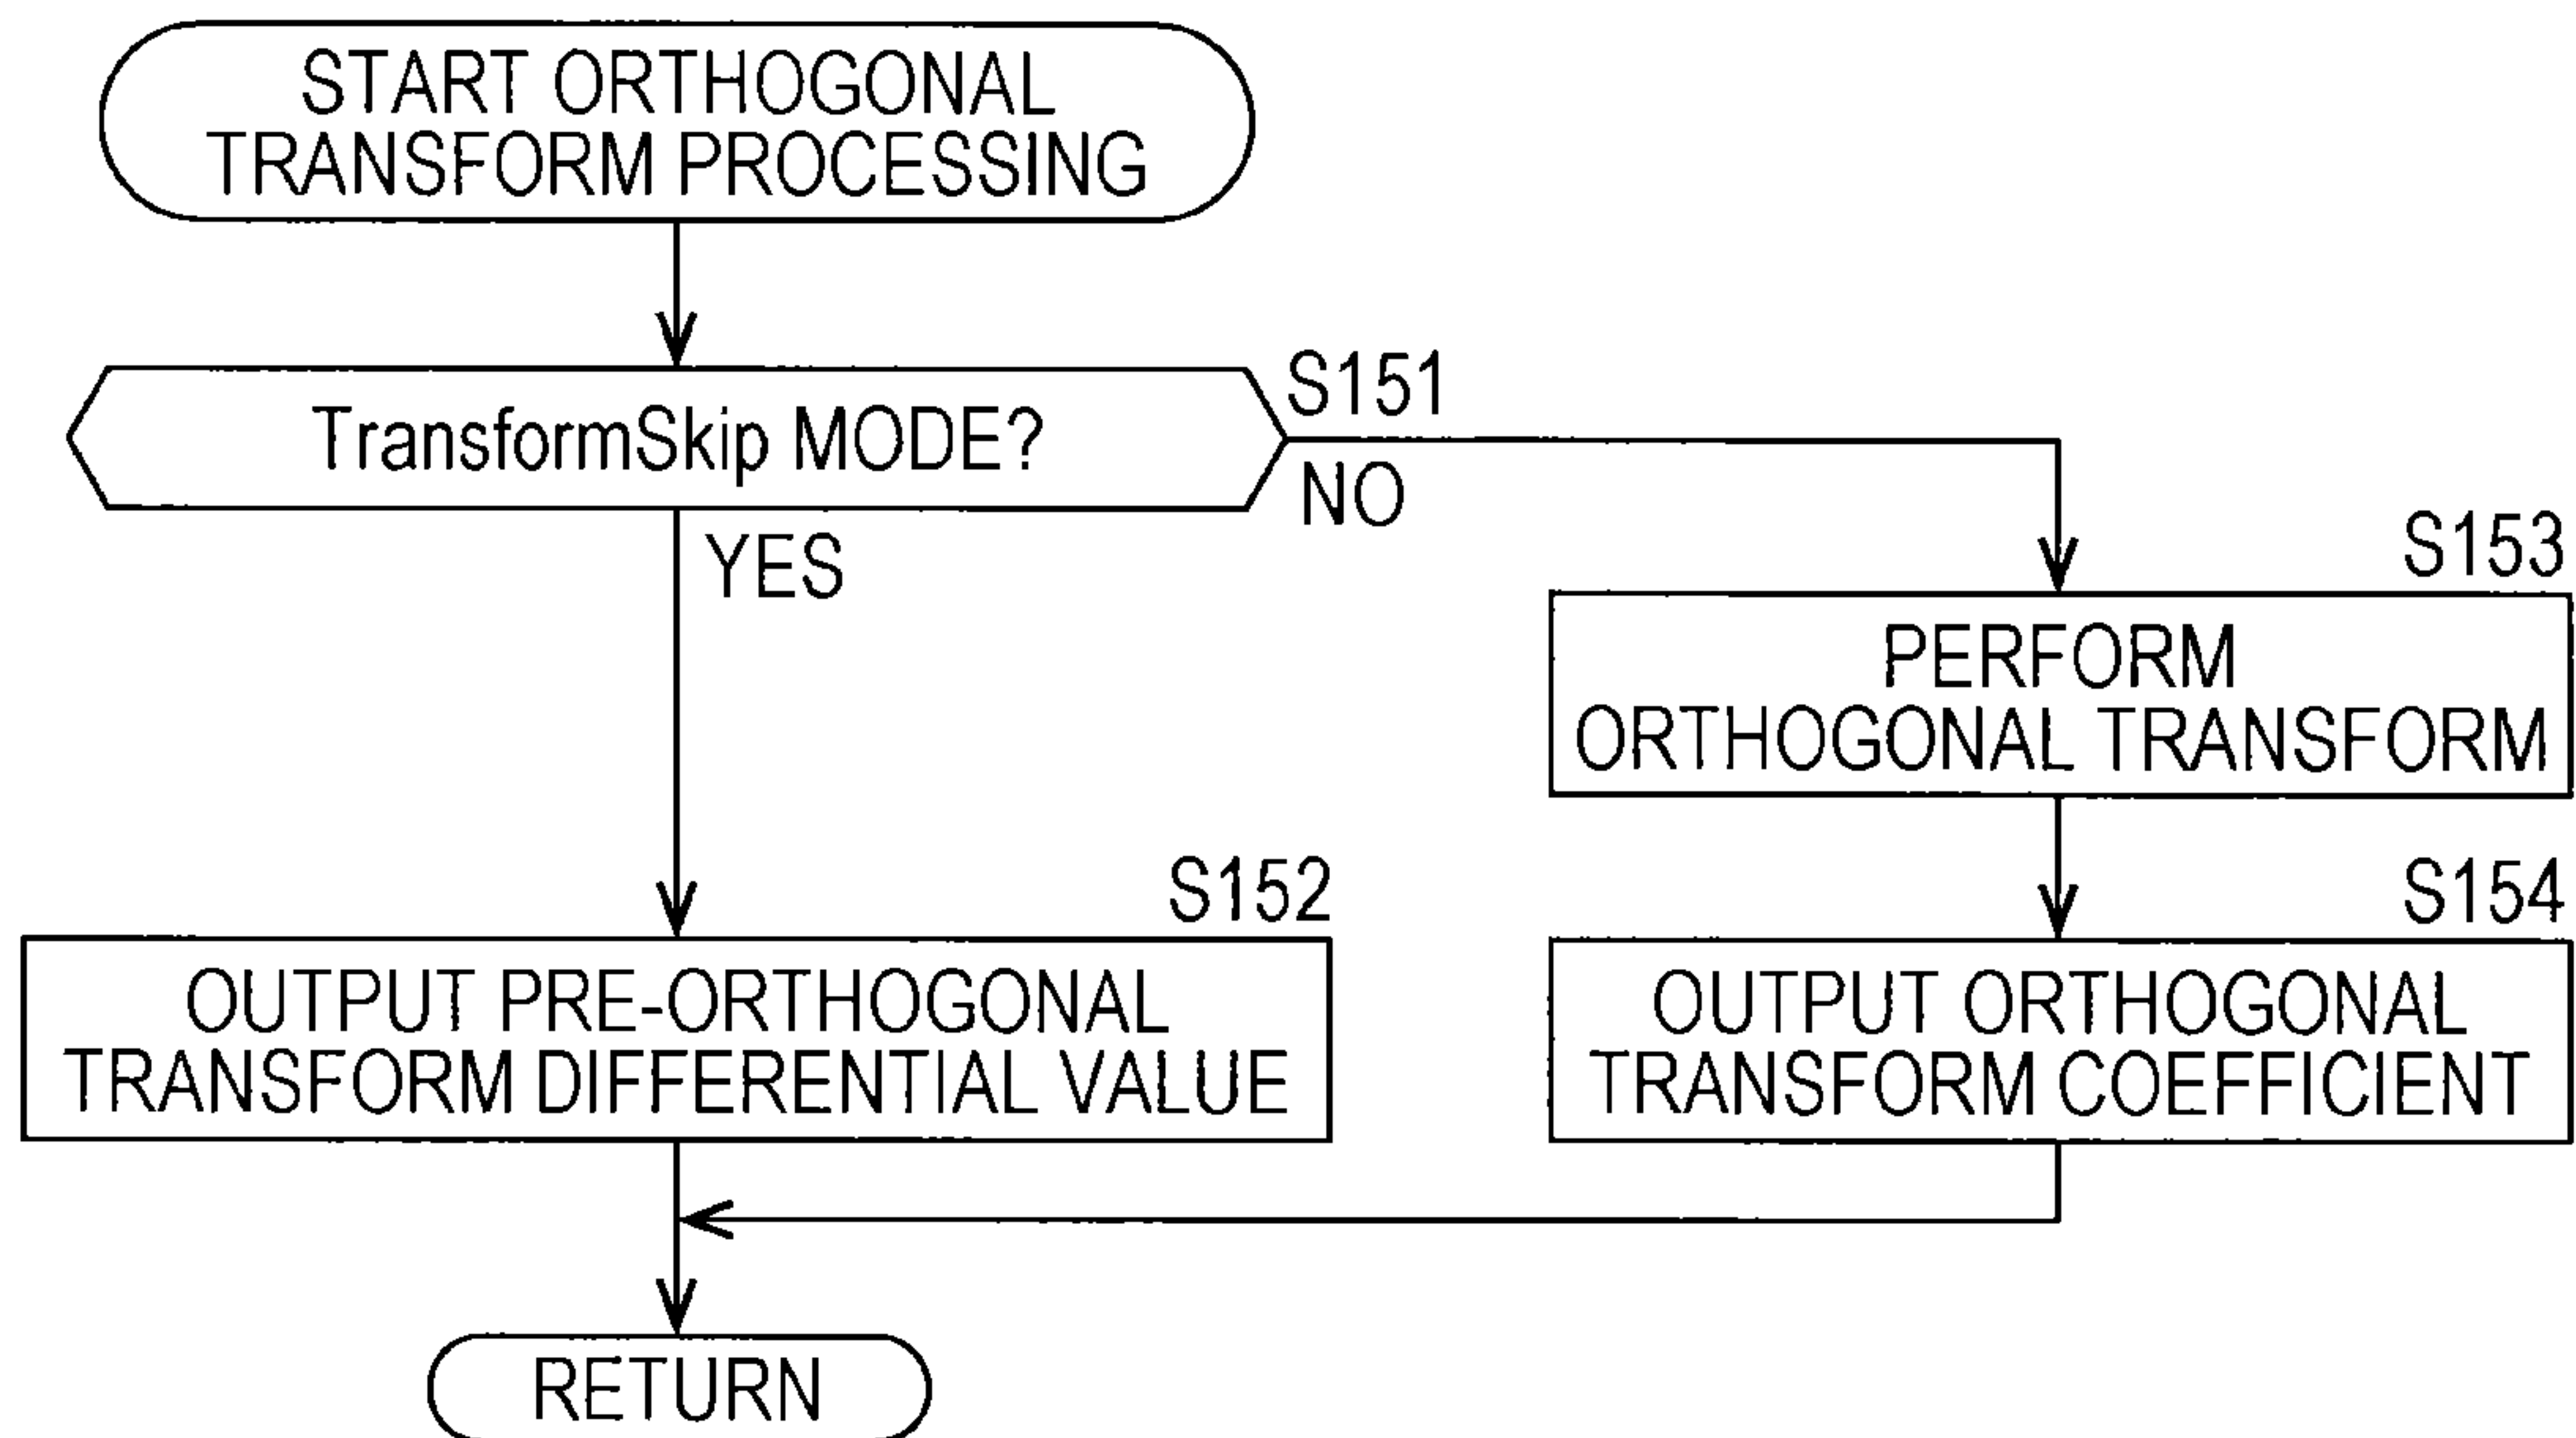 START ORTHOGONAL
TRANSFORM PROCESSING
TransformSkip MODE?
S151
NO
YES
S153
PERFORM
ORTHOGONAL TRANSFORM
S152
OUTPUT PRE-ORTHOGONAL
TRANSFORM DIFFERENTIAL VALUE
S154
OUTPUT ORTHOGONAL
TRANSFORM COEFFICIENT
RETURN